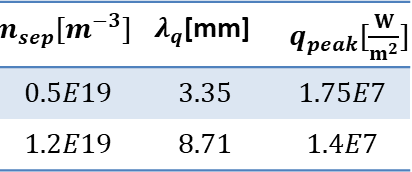 n_sep[m^−3] λ_q[mm] q_peak[W/m^2]
0.5E19 3.35 1.75E7
1.2E19 8.71 1.4E7